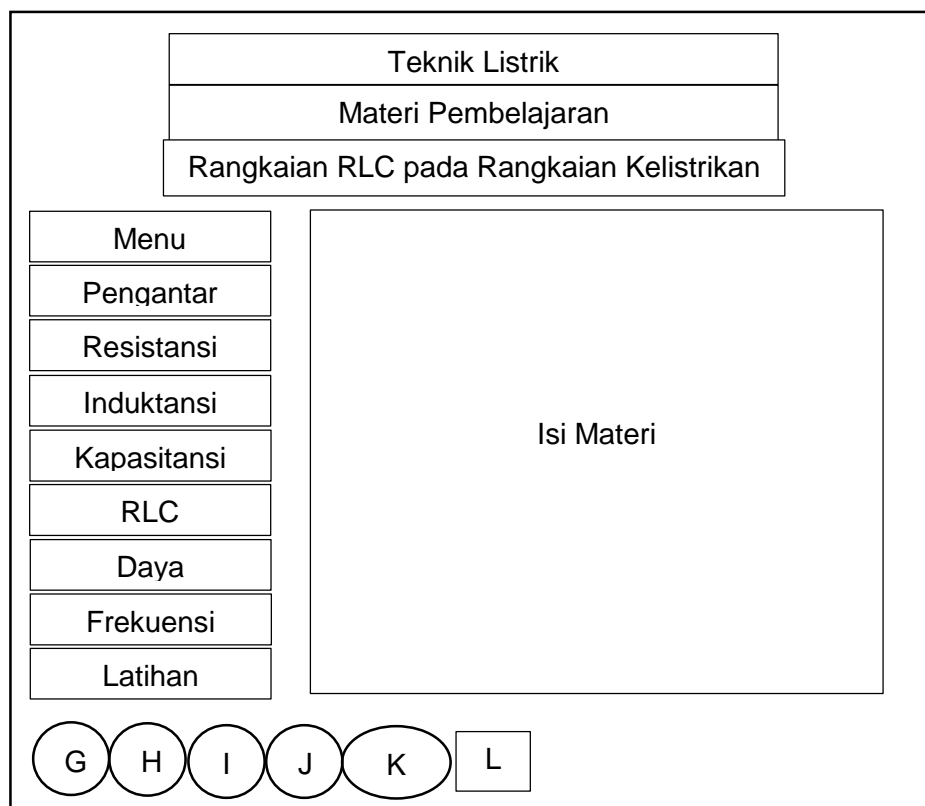 Teknik Listrik
Materi Pembelajaran
Rangkaian RLC pada Rangkaian Kelistrikan
Menu
Pengantar
Resistansi
Induktansi
Kapasitansi
RLC
Daya
Frekuensi
Latihan
Isi Materi
G H I J K L